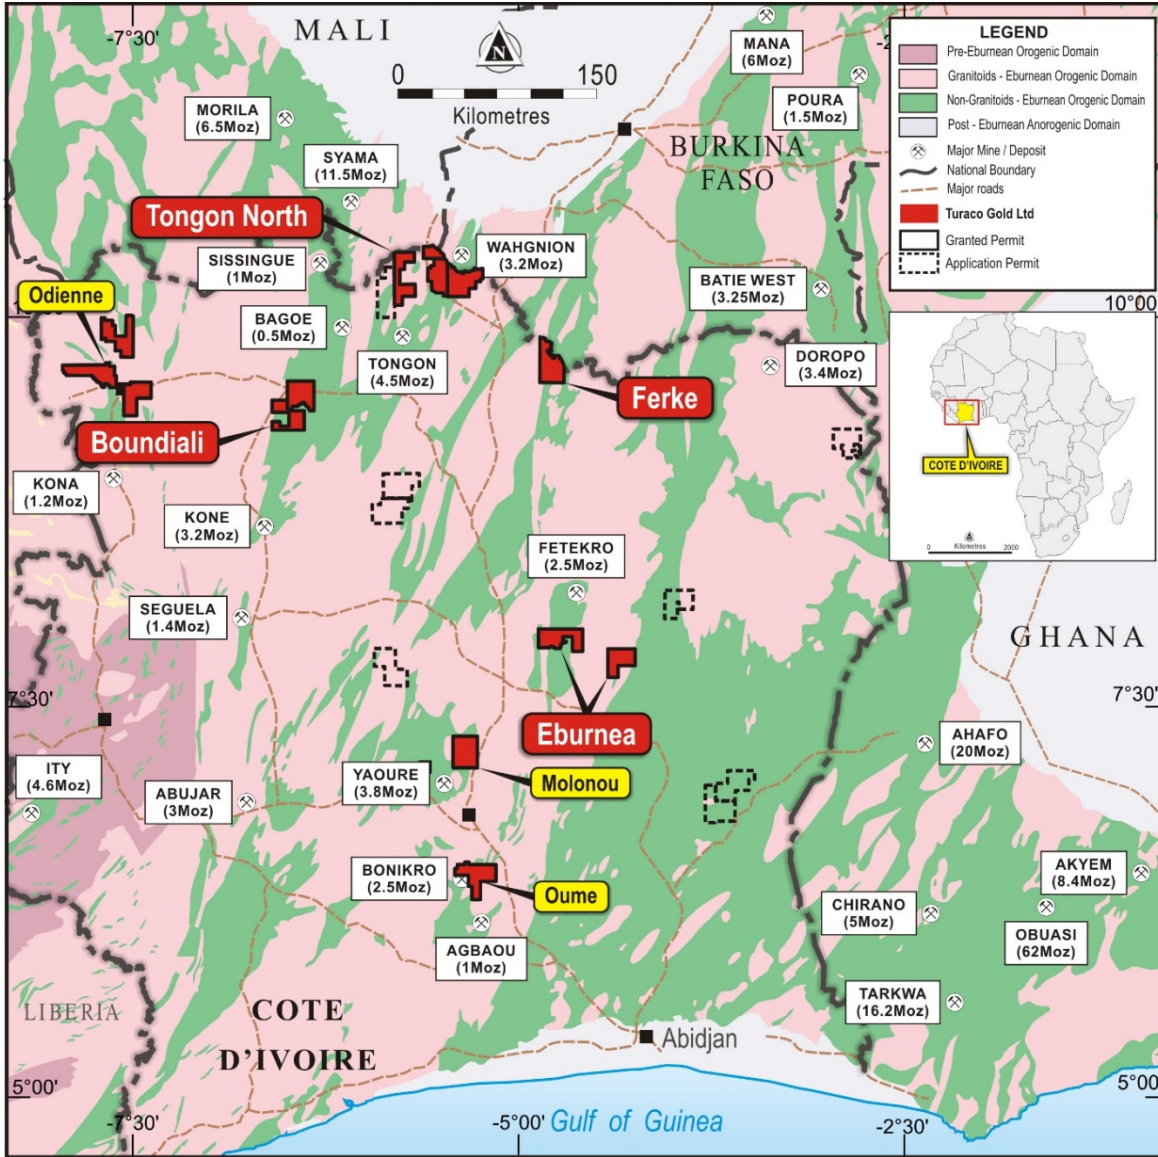 -7°30'
MALI
N
0 150
Kilometres
MANA
(6Moz)
POURA
(1.5Moz)
MORILA
(6.5Moz)
SYAMA
(11.5Moz)
BURKINA
FASO
LEGEND
Pre-Eburnean Orogenic Domain
Granitoids - Eburnean Orogenic Domain
Non-Granitoids - Eburnean Orogenic Domain
Post - Eburnean Anorogenic Domain
Major Mine / Deposit
National Boundary
Major roads
Turaco Gold Ltd
Granted Permit
Application Permit
Tongon North
SISSINGUE
(1Moz)
WAHGNION
(3.2Moz)
BATIE WEST
(3.25Moz)
10°00'
Odienne
BAGOE
(0.5Moz)
TONGON
(4.5Moz)
DOROPO
(3.4Moz)
Ferke
Boundiali
COTE D'IVOIRE
0 Kilometres 2000
KONA
(1.2Moz)
KONE
(3.2Moz)
FETEKRO
(2.5Moz)
SEGUELA
(1.4Moz)
GHANA
7°30'
7°30'
Eburnea
AHAFO
(20Moz)
ITY
(4.6Moz)
ABUJAR
(3Moz)
YAOURE
(3.8Moz)
Molonou
BONIKRO
(2.5Moz)
Oume
AKYEM
(8.4Moz)
CHIRANO
(5Moz)
OBUASI
(62Moz)
AGBAOU
(1Moz)
TARKWA
(16.2Moz)
LIBERIA
COTE
D'IVOIRE
Abidjan
5°00'
5°00'
-7°30'
-5°00'
Gulf of Guinea
-2°30'